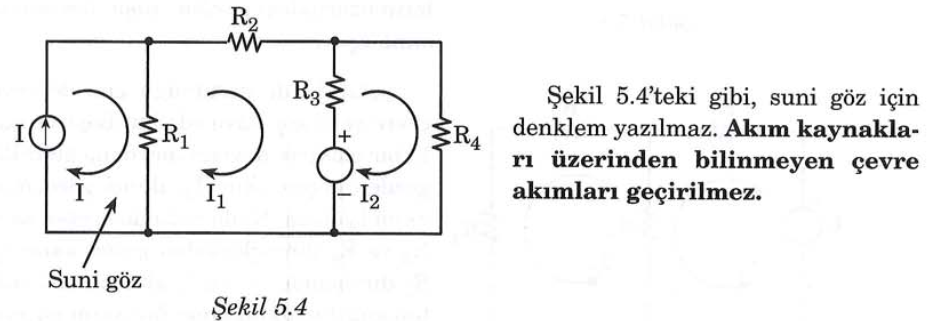 R₂
R₃
I
R₁
+
R₄
I
I₁
− I₂
Suni göz
Şekil 5.4
Şekil 5.4'teki gibi, suni göz için
denklem yazılmaz. Akım kaynakla-
rı üzerinden bilinmeyen çevre
akımları geçirilmez.